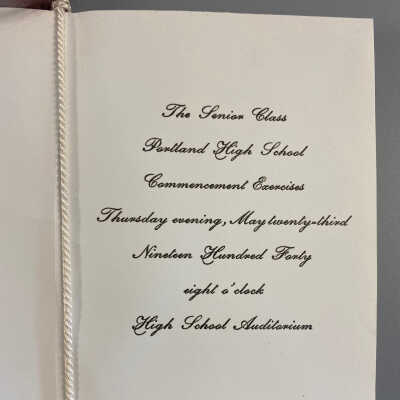 The Senior Class
Portland High School
Commencement Exercises
Thursday evening, May twenty-third
Nineteen Hundred Forty
eight o'clock
High School Auditorium